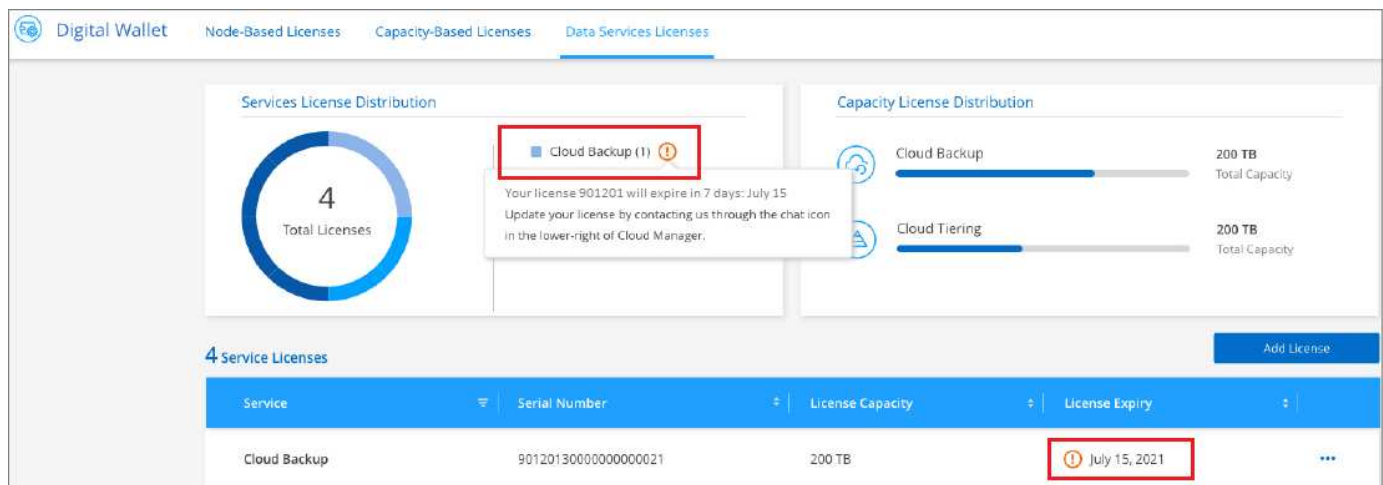 Digital Wallet
Node-Based Licenses
Capacity-Based Licenses
Data Services Licenses
Services License Distribution
4
Total Licenses
Cloud Backup (1)
Your license 901201 will expire in 7 days: July 15
Update your license by contacting us through the chat icon
in the lower-right of Cloud Manager.
Capacity License Distribution
Cloud Backup
200 TB
Total Capacity
Cloud Tiering
200 TB
Total Capacity
4 Service Licenses
Add License
Service
Serial Number
License Capacity
License Expiry
Cloud Backup
90120130000000000021
200 TB
July 15, 2021